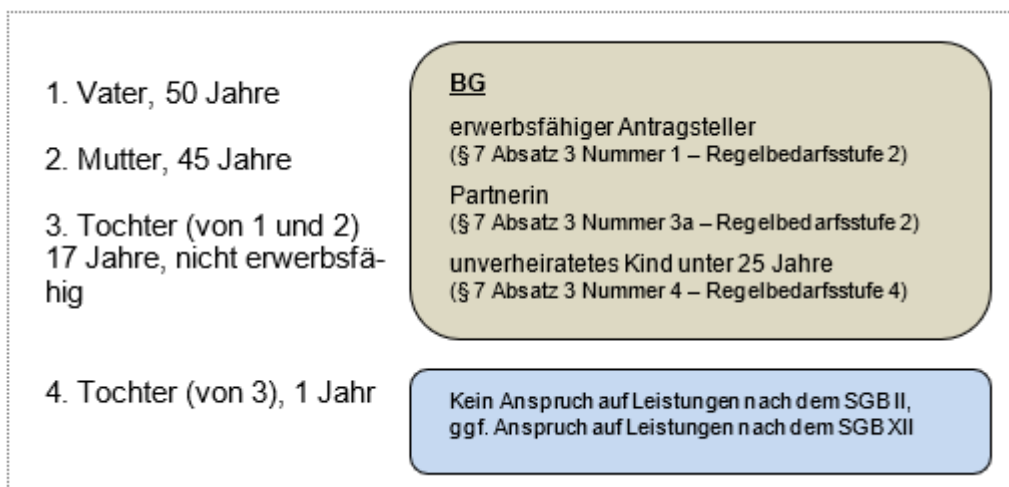 1. Vater, 50 Jahre
2. Mutter, 45 Jahre
3. Tochter (von 1 und 2)
17 Jahre, nicht erwerbsfä-
hig
4. Tochter (von 3), 1 Jahr
BG
erwerbsfähiger Antragsteller
(§ 7 Absatz 3 Nummer 1 – Regelbedarfsstufe 2)
Partnerin
(§ 7 Absatz 3 Nummer 3a – Regelbedarfsstufe 2)
unverheiratetes Kind unter 25 Jahre
(§ 7 Absatz 3 Nummer 4 – Regelbedarfsstufe 4)
Kein Anspruch auf Leistungen nach dem SGB II,
ggf. Anspruch auf Leistungen nach dem SGB XII